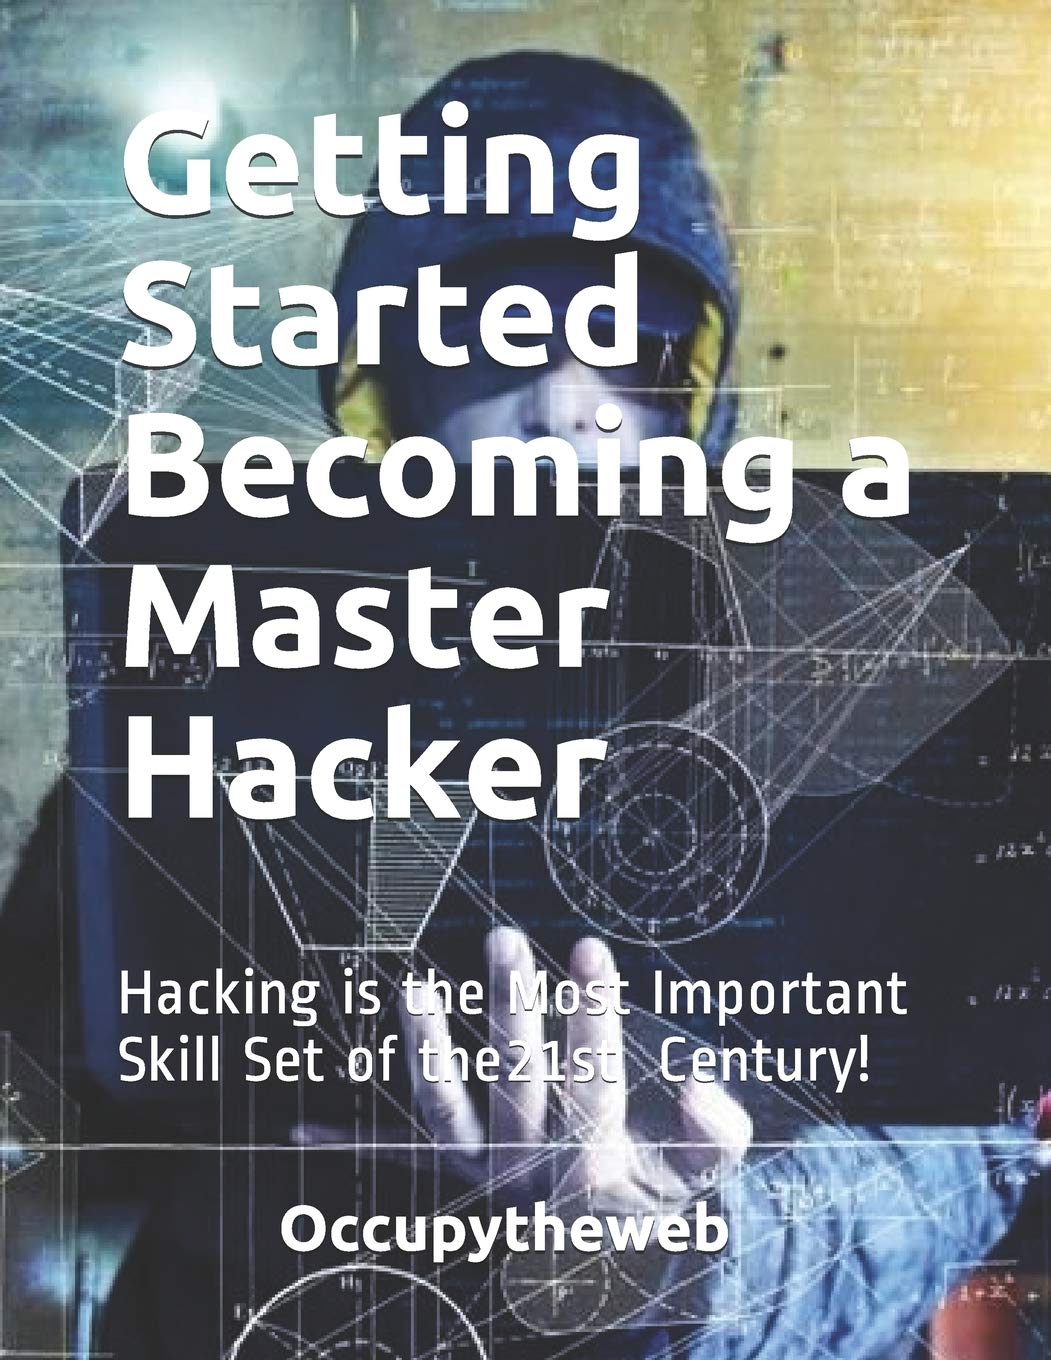 Getting
Started
Becoming a
Master
Hacker
Hacking is the Most Important
Skill Set of the21st Century!
Occupytheweb